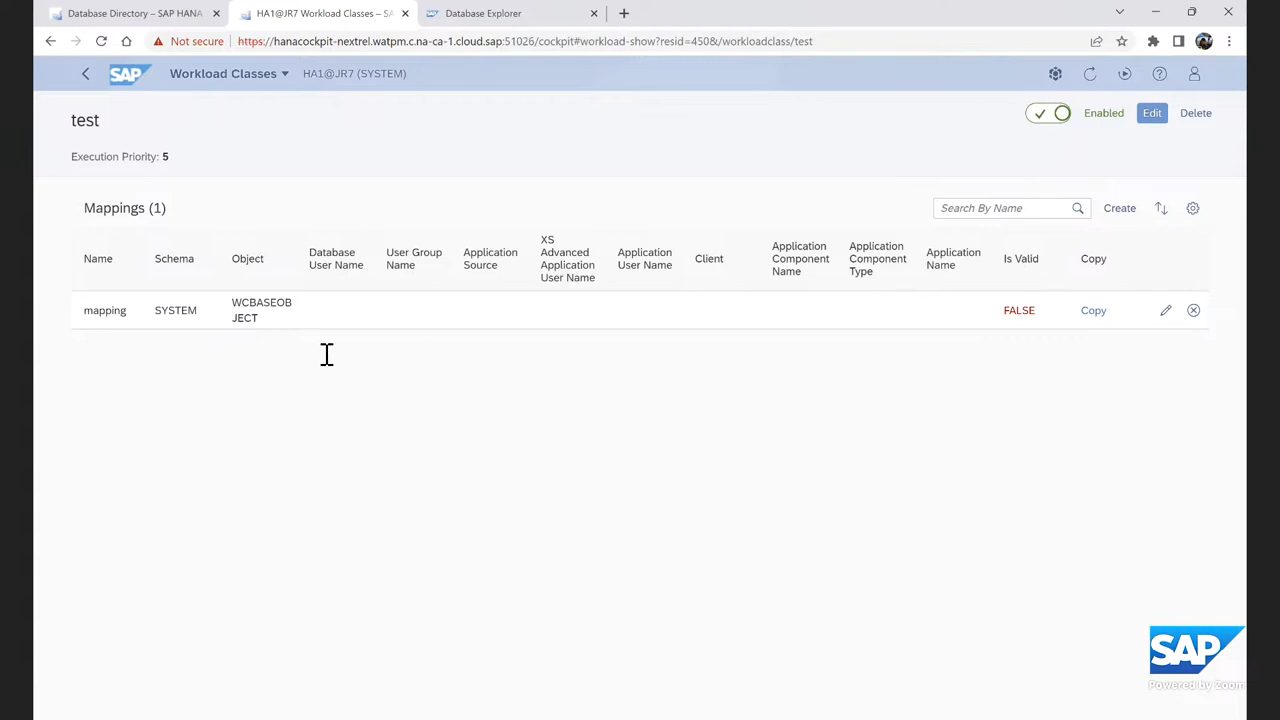 Database Directory – SAP HANA
HA1@JR7 Workload Classes – SA
Database Explorer
Not secure
https://hanacockpit-nextrel.watpm.c.na-ca-1.cloud.sap:51026/cockpit#workload-show?resid=450&/workloadclass/test
SAP
Workload Classes
HA1@JR7 (SYSTEM)
test
Enabled
Edit
Delete
Execution Priority: 5
Mappings (1)
Search By Name
Create
Name
Schema
Object
Database
User Name
User Group
Name
Application
Source
XS
Advanced
Application
User Name
Application
User Name
Client
Application
Component
Name
Application
Component
Type
Application
Name
Is Valid
Copy
mapping
SYSTEM
WCBASEOB
JECT
FALSE
Copy
SAP
Powered by Zoom